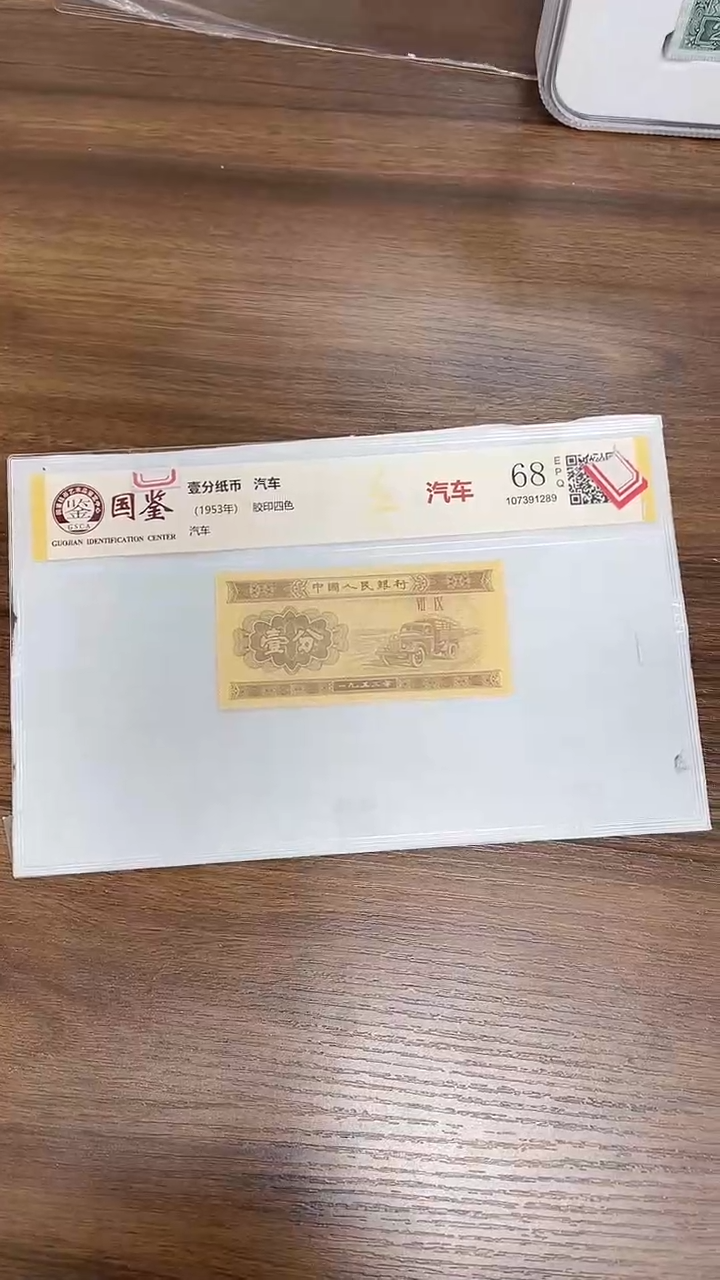 壹分纸币 汽车
(1953年) 胶印四色
汽车
国鉴
GSCA
GUOJIAN IDENTIFICATION CENTER
汽车
68
EPQ
107391289
中國人民銀行
VII IX
壹分
一九五三年